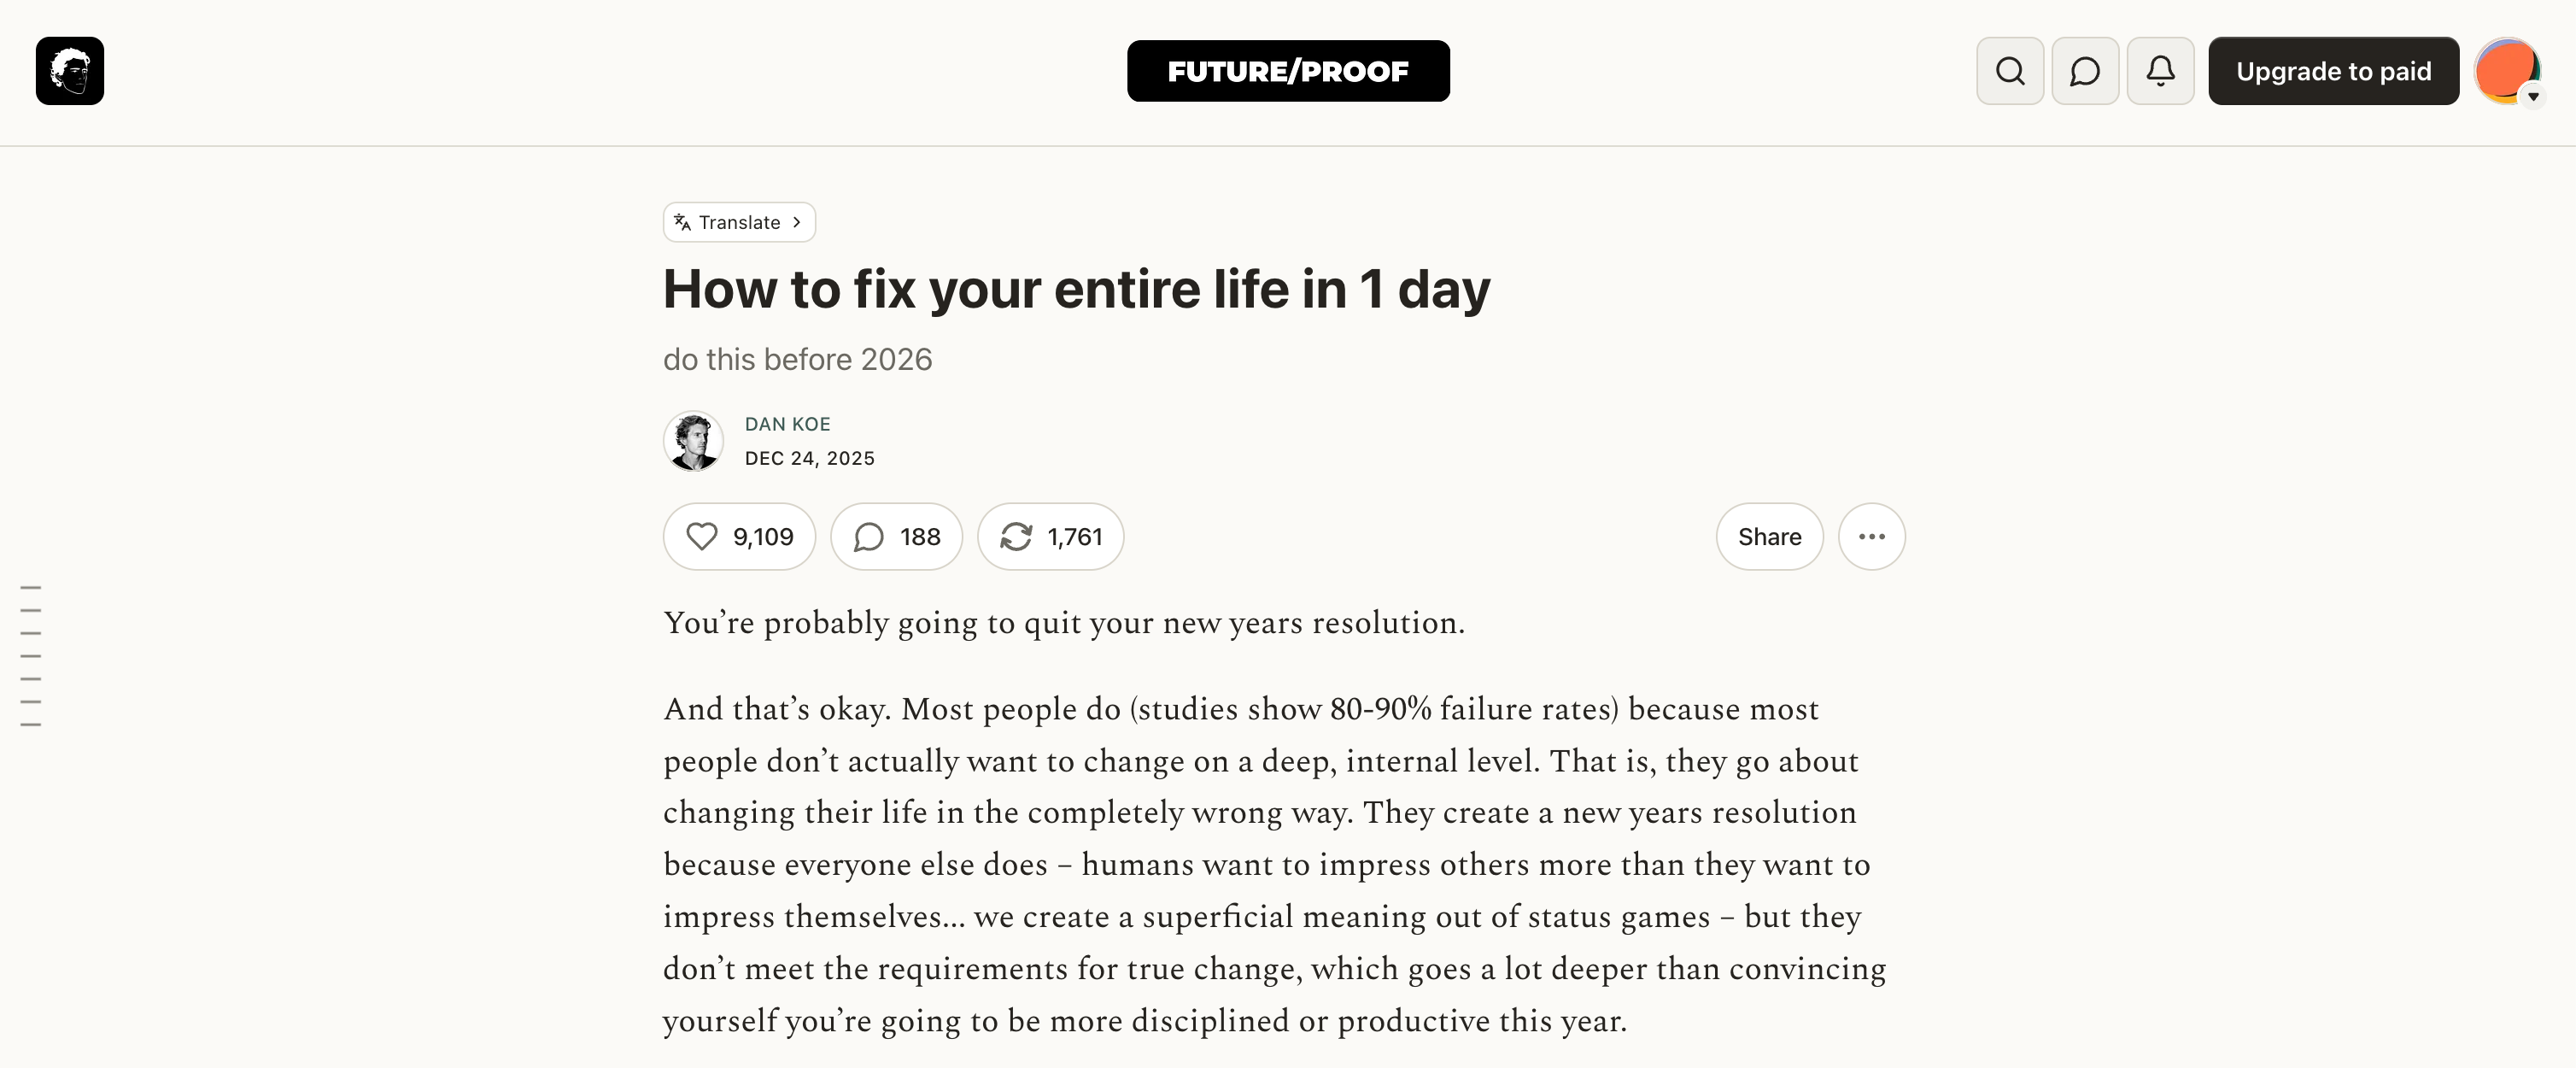 FUTURE/PROOF
Upgrade to paid
Translate
How to fix your entire life in 1 day
do this before 2026
DAN KOE
DEC 24, 2025
9,109 188 1,761 Share
You’re probably going to quit your new years resolution.
And that’s okay. Most people do (studies show 80-90% failure rates) because most
people don’t actually want to change on a deep, internal level. That is, they go about
changing their life in the completely wrong way. They create a new years resolution
because everyone else does – humans want to impress others more than they want to
impress themselves… we create a superficial meaning out of status games – but they
don’t meet the requirements for true change, which goes a lot deeper than convincing
yourself you’re going to be more disciplined or productive this year.